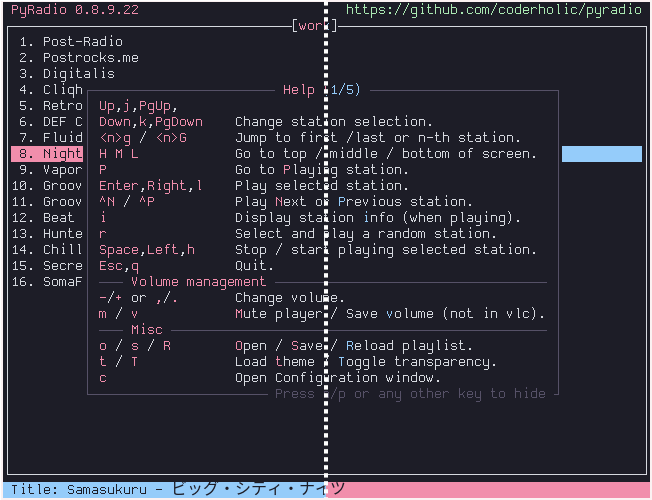 PyRadio 0.8.9.22 https://github.com/coderholic/pyradio
[work]
1. Post-Radio
2. Postrocks.me
3. Digitalis
4. Cliqh
Help (1/5)
5. Retro Up,j,PgUp,
6. DEF C Down,k,PgDown Change station selection.
7. Fluid <n>g / <n>G Jump to first /last or n-th station.
8. Night H M L Go to top / middle / bottom of screen.
9. Vapor P Go to Playing station.
10. Groov Enter,Right,l Play selected station.
11. Groov ^N / ^P Play Next or Previous station.
12. Beat i Display station info (when playing).
13. Hunte r Select and play a random station.
14. Chill Space,Left,h Stop / start playing selected station.
15. Secre Esc,q Quit.
16. SomaF Volume management
-/+ or ,/. Change volume.
m / v Mute player / Save volume (not in vlc).
Misc
o / s / R Open / Save / Reload playlist.
t / T Load theme / Toggle transparency.
c Open Configuration window.
Press /p or any other key to hide
Title: Samasukuru - ビッグ・シティ・ナイツ